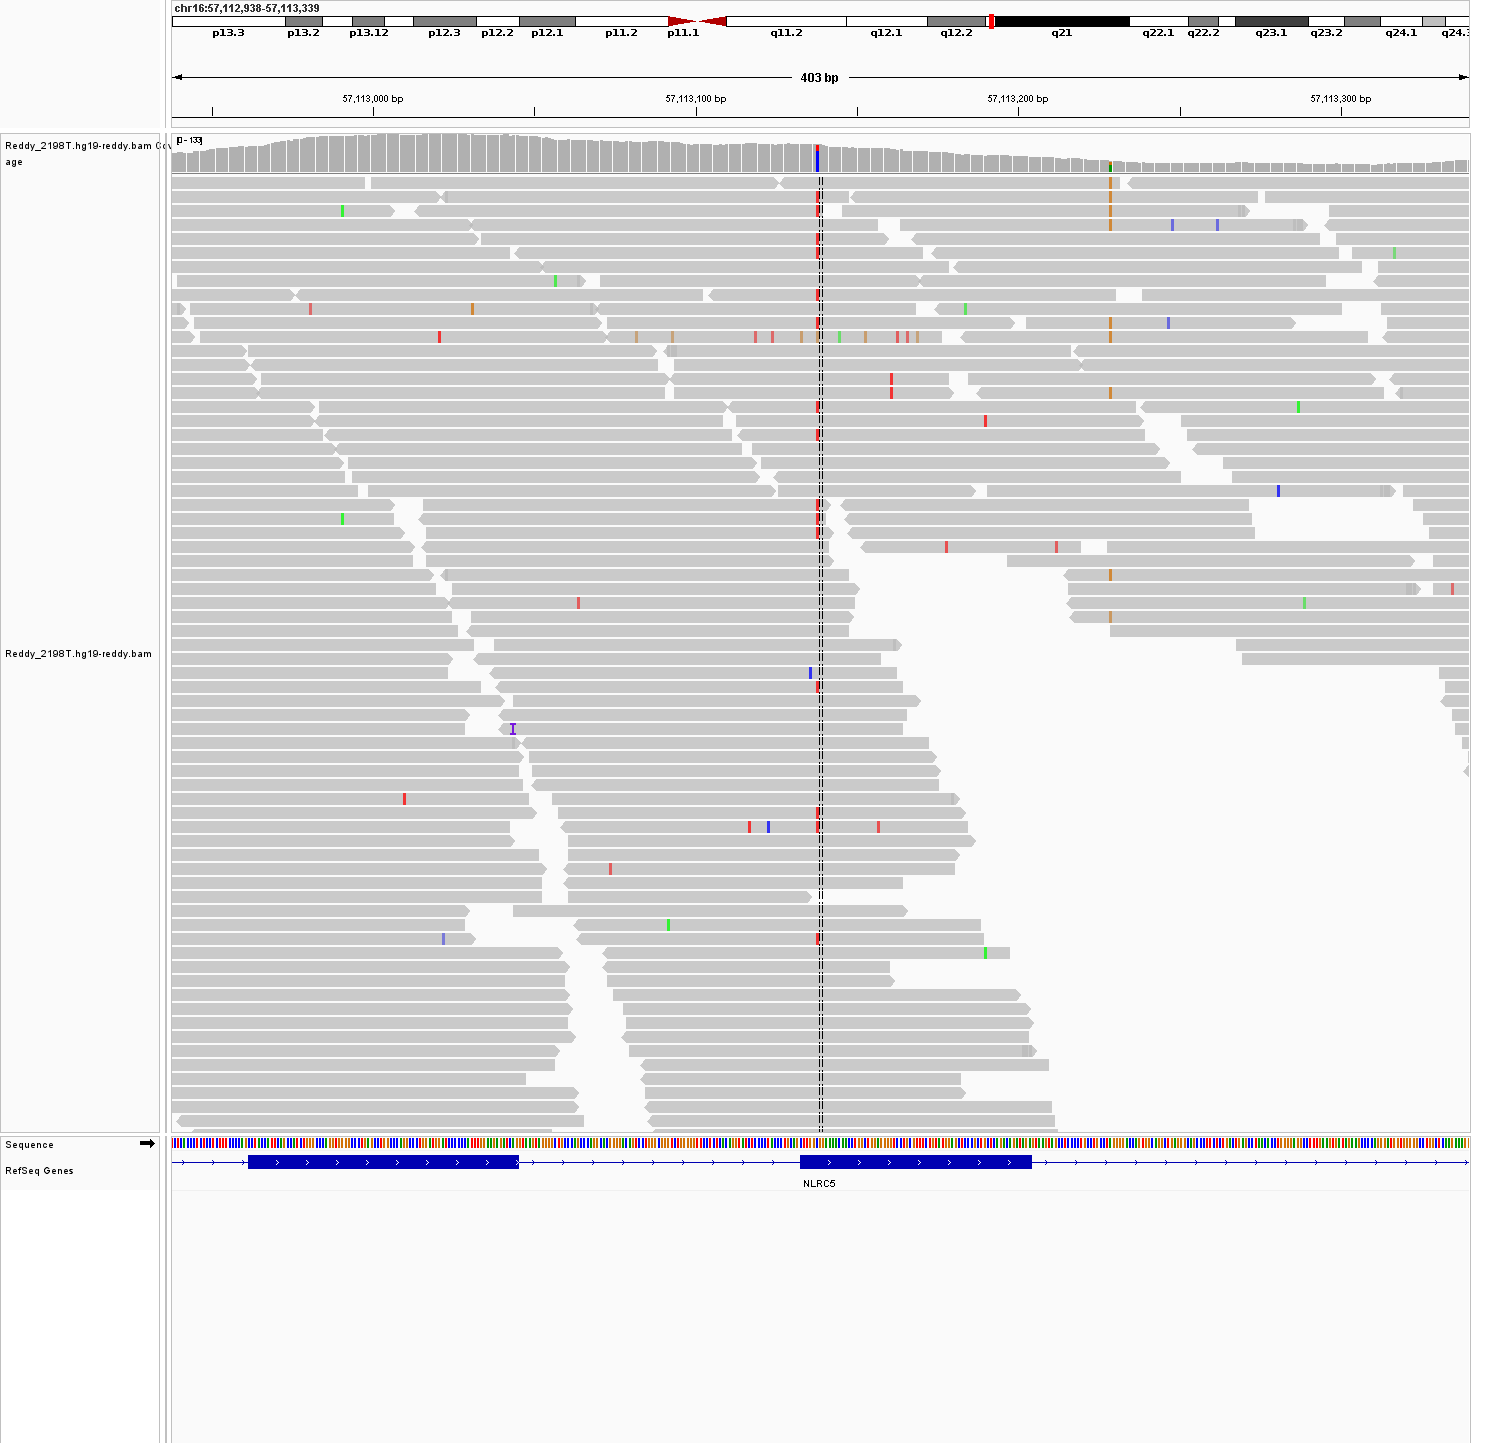 chr16:57,112,938-57,113,339
p13.3 p13.2 p13.12 p12.3 p12.2 p12.1 p11.2 p11.1 q11.2 q12.1 q12.2 q21 q22.1 q22.2 q23.1 q23.2 q24.1
403 bp
57,113,000 bp 57,113,100 bp 57,113,200 bp 57,113,300 bp
Reddy_2198T.hg19-reddy.bam
age
[0 - 133]
Reddy_2198T.hg19-reddy.bam
Sequence
RefSeq Genes
NLRC5